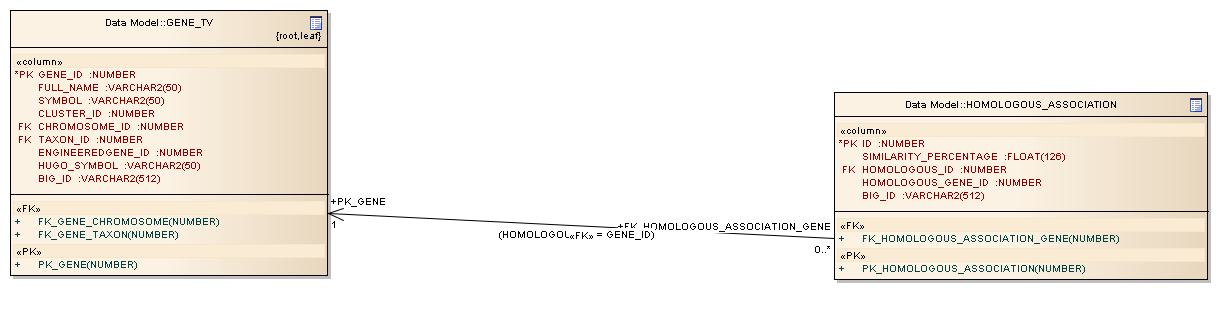 Data Model::GENE_TV
{root,leaf}
«column»
*PK GENE_ID :NUMBER
FULL_NAME :VARCHAR2(50)
SYMBOL :VARCHAR2(50)
CLUSTER_ID :NUMBER
FK CHROMOSOME_ID :NUMBER
FK TAXON_ID :NUMBER
ENGINEEREDGENE_ID :NUMBER
HUGO_SYMBOL :VARCHAR2(50)
BIG_ID :VARCHAR2(512)
«FK»
+ FK_GENE_CHROMOSOME(NUMBER)
+ FK_GENE_TAXON(NUMBER)
«PK»
+ PK_GENE(NUMBER)
+PK_GENE
1
+FK_HOMOLOGOUS_ASSOCIATION_GENE
(HOMOLOGOU «FK» = GENE_ID)
0..*
Data Model::HOMOLOGOUS_ASSOCIATION
«column»
*PK ID :NUMBER
SIMILARITY_PERCENTAGE :FLOAT(126)
FK HOMOLOGOUS_ID :NUMBER
HOMOLOGOUS_GENE_ID :NUMBER
BIG_ID :VARCHAR2(512)
«FK»
+ FK_HOMOLOGOUS_ASSOCIATION_GENE(NUMBER)
«PK»
+ PK_HOMOLOGOUS_ASSOCIATION(NUMBER)